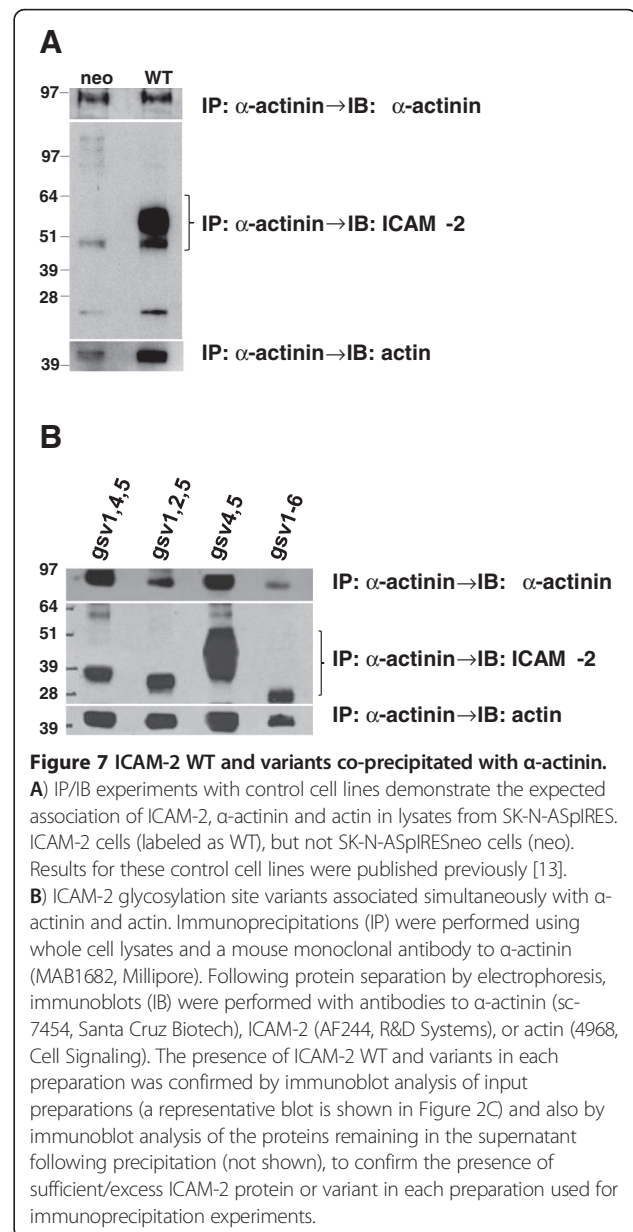 A
neo WT
97
IP: α-actinin→IB: α-actinin
97
64
IP: α-actinin→IB: ICAM -2
51
39
28
IP: α-actinin→IB: actin
39
B
gsv1,4,5 gsv1,2,5 gsv4,5 gsv1-6
97
IP: α-actinin→IB: α-actinin
64
51
IP: α-actinin→IB: ICAM -2
39
28
IP: α-actinin→IB: actin
39
Figure 7 ICAM-2 WT and variants co-precipitated with α-actinin.
A) IP/IB experiments with control cell lines demonstrate the expected
association of ICAM-2, α-actinin and actin in lysates from SK-N-ASpIRES.
ICAM-2 cells (labeled as WT), but not SK-N-ASpIRESneo cells (neo).
Results for these control cell lines were published previously [13].
B) ICAM-2 glycosylation site variants associated simultaneously with α-
actinin and actin. Immunoprecipitations (IP) were performed using
whole cell lysates and a mouse monoclonal antibody to α-actinin
(MAB1682, Millipore). Following protein separation by electrophoresis,
immunoblots (IB) were performed with antibodies to α-actinin (sc-
7454, Santa Cruz Biotech), ICAM-2 (AF244, R&D Systems), or actin (4968,
Cell Signaling). The presence of ICAM-2 WT and variants in each
preparation was confirmed by immunoblot analysis of input
preparations (a representative blot is shown in Figure 2C) and also by
immunoblot analysis of the proteins remaining in the supernatant
following precipitation (not shown), to confirm the presence of
sufficient/excess ICAM-2 protein or variant in each preparation used for
immunoprecipitation experiments.